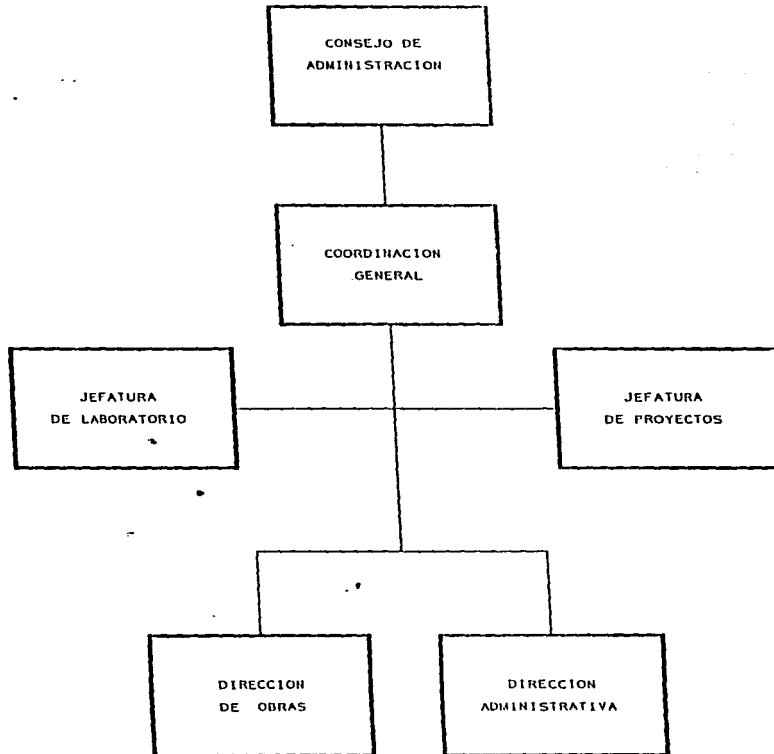 CONSEJO DE
ADMINISTRACION
COORDINACION
GENERAL
JEFATURA
DE LABORATORIO
JEFATURA
DE PROYECTOS
DIRECCION
DE OBRAS
DIRECCION
ADMINISTRATIVA